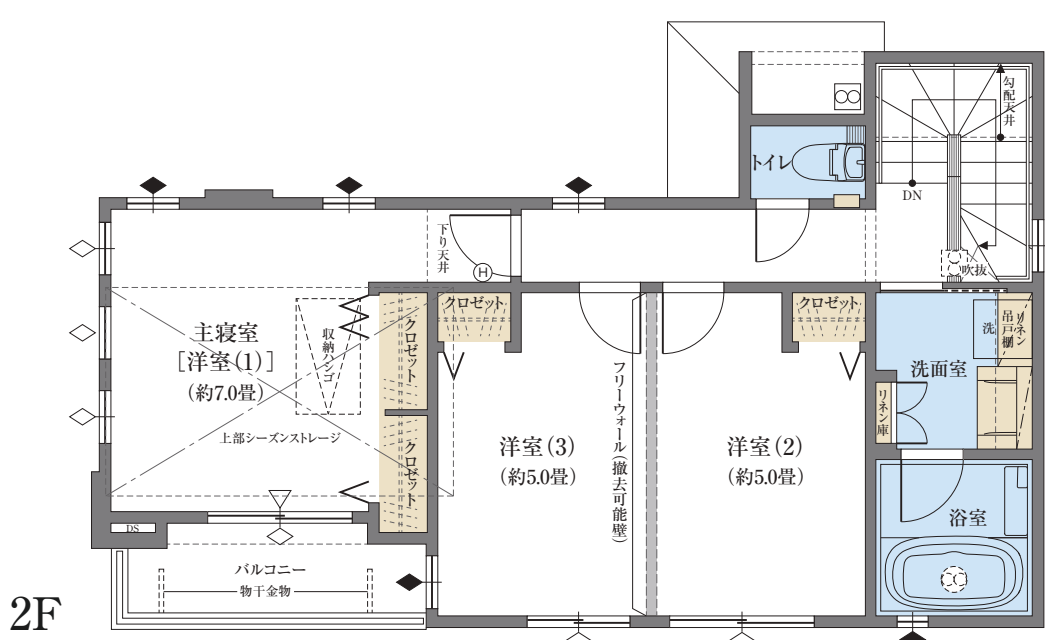 勾配天井
トイレ
DN
下り天井
H
吹抜
クロゼット
クロゼット
クロゼット
クロゼット
主寝室
[洋室(1)]
(約7.0畳)
収納ハシゴ
上部シーズンストレージ
洗
吊戸棚
リネン
洗面室
リネン庫
洋室(3)
(約5.0畳)
フリーウォール(撤去可能壁)
洋室(2)
(約5.0畳)
浴室
DS
バルコニー
物干金物
2F